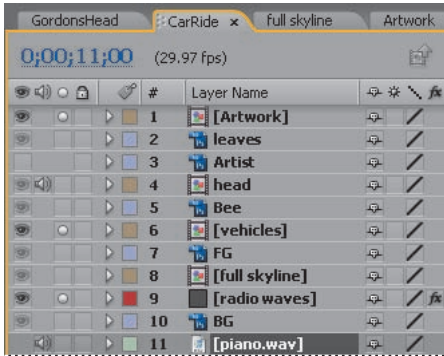 GordonsHead CarRide × full skyline Artwork
0;00;11;00 (29.97 fps)
# Layer Name fx
1 [Artwork]
2 leaves
3 Artist
4 head
5 Bee
6 [vehicles]
7 FG
8 [full skyline]
9 [radio waves] fx
10 BG
11 [piano.wav]